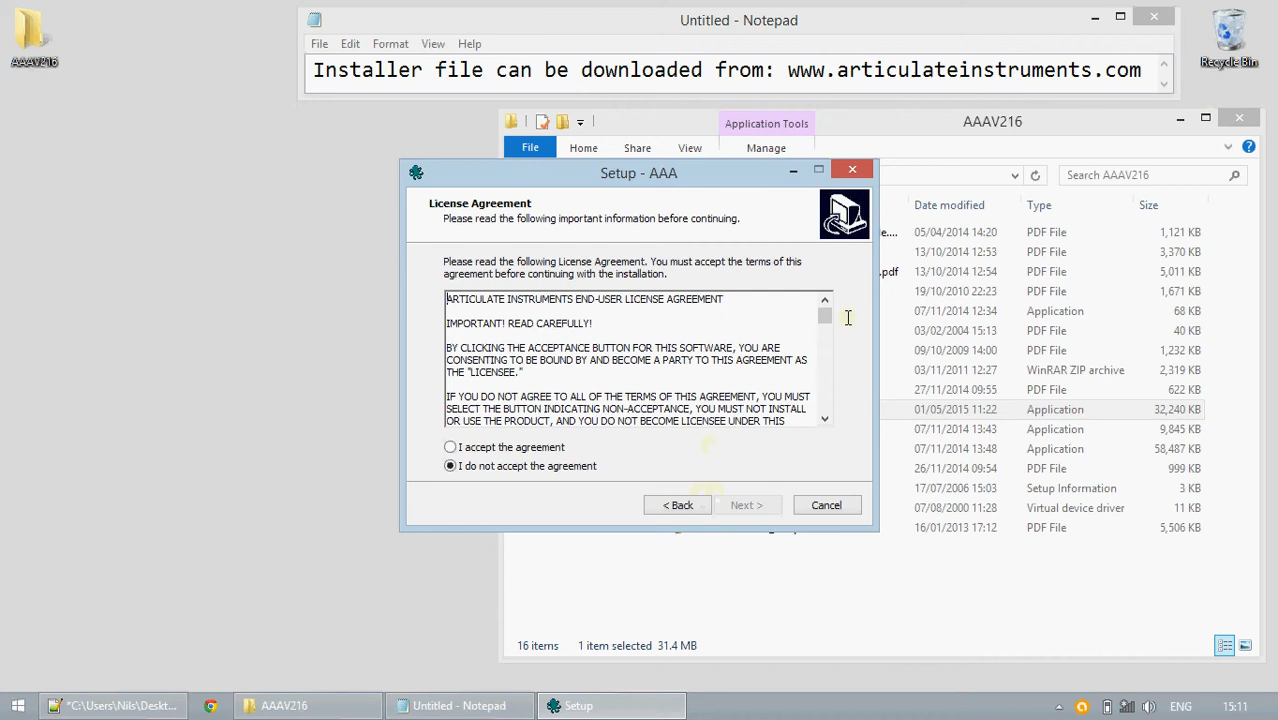 AAAV216
Untitled - Notepad
File Edit Format View Help
Installer file can be downloaded from: www.articulateinstruments.com
Recycle Bin
Application Tools
AAAV216
File Home Share View Manage
Search AAAV216
Date modified Type Size
e.... 05/04/2014 14:20 PDF File 1,121 KB
13/10/2014 12:53 PDF File 3,370 KB
.pdf 13/10/2014 12:54 PDF File 5,011 KB
19/10/2010 22:23 PDF File 1,671 KB
07/11/2014 12:34 Application 68 KB
03/02/2004 15:13 PDF File 40 KB
09/10/2009 14:00 PDF File 1,232 KB
03/11/2011 12:27 WinRAR ZIP archive 2,319 KB
27/11/2014 09:55 PDF File 622 KB
01/05/2015 11:22 Application 32,240 KB
07/11/2014 13:43 Application 9,845 KB
07/11/2014 13:48 Application 58,487 KB
26/11/2014 09:54 PDF File 999 KB
17/07/2006 15:03 Setup Information 3 KB
07/08/2000 11:28 Virtual device driver 11 KB
16/01/2013 17:12 PDF File 5,506 KB
16 items 1 item selected 31.4 MB
Setup - AAA
License Agreement
Please read the following important information before continuing.
Please read the following License Agreement. You must accept the terms of this
agreement before continuing with the installation.
ARTICULATE INSTRUMENTS END-USER LICENSE AGREEMENT
IMPORTANT! READ CAREFULLY!
BY CLICKING THE ACCEPTANCE BUTTON FOR THIS SOFTWARE, YOU ARE
CONSENTING TO BE BOUND BY AND BECOME A PARTY TO THIS AGREEMENT AS
THE "LICENSEE."
IF YOU DO NOT AGREE TO ALL OF THE TERMS OF THIS AGREEMENT, YOU MUST
SELECT THE BUTTON INDICATING NON-ACCEPTANCE, YOU MUST NOT INSTALL
OR USE THE PRODUCT, AND YOU DO NOT BECOME LICENSEE UNDER THIS
I accept the agreement
I do not accept the agreement
< Back Next > Cancel
*C:\Users\Nils\Deskt... AAAV216 Untitled - Notepad Setup ENG 15:11